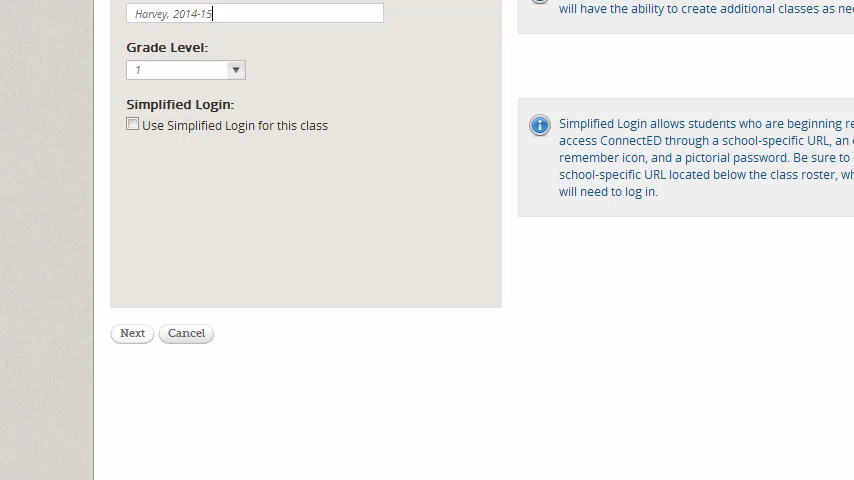 Harvey, 2014-15
will have the ability to create additional classes as
Grade Level:
1
Simplified Login:
Use Simplified Login for this class
Simplified Login allows students who are beginning
access ConnectED through a school-specific URL, an
remember icon, and a pictorial password. Be sure to
school-specific URL located below the class roster,
will need to log in.
Next
Cancel